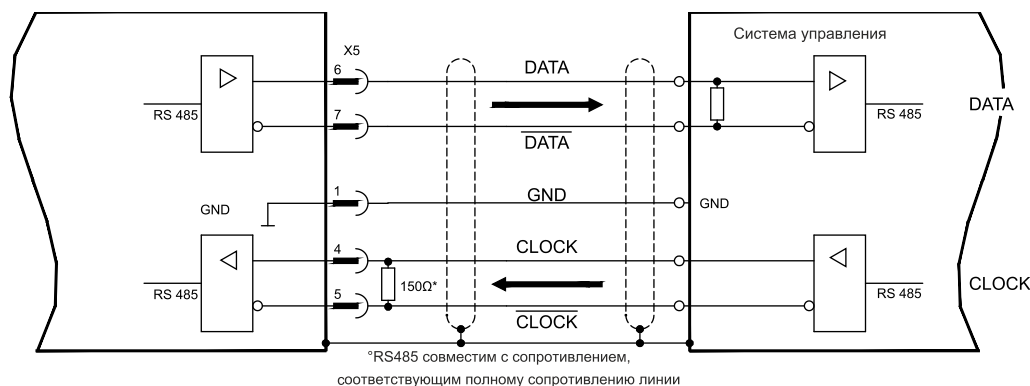 Система управления
X5
6
DATA
RS 485
RS 485
DATA
7
DATA
1
GND
GND
GND
4
CLOCK
RS 485
150Ω*
RS 485
CLOCK
5
CLOCK
°RS485 совместим с сопротивлением,
соответствующим полному сопротивлению линии